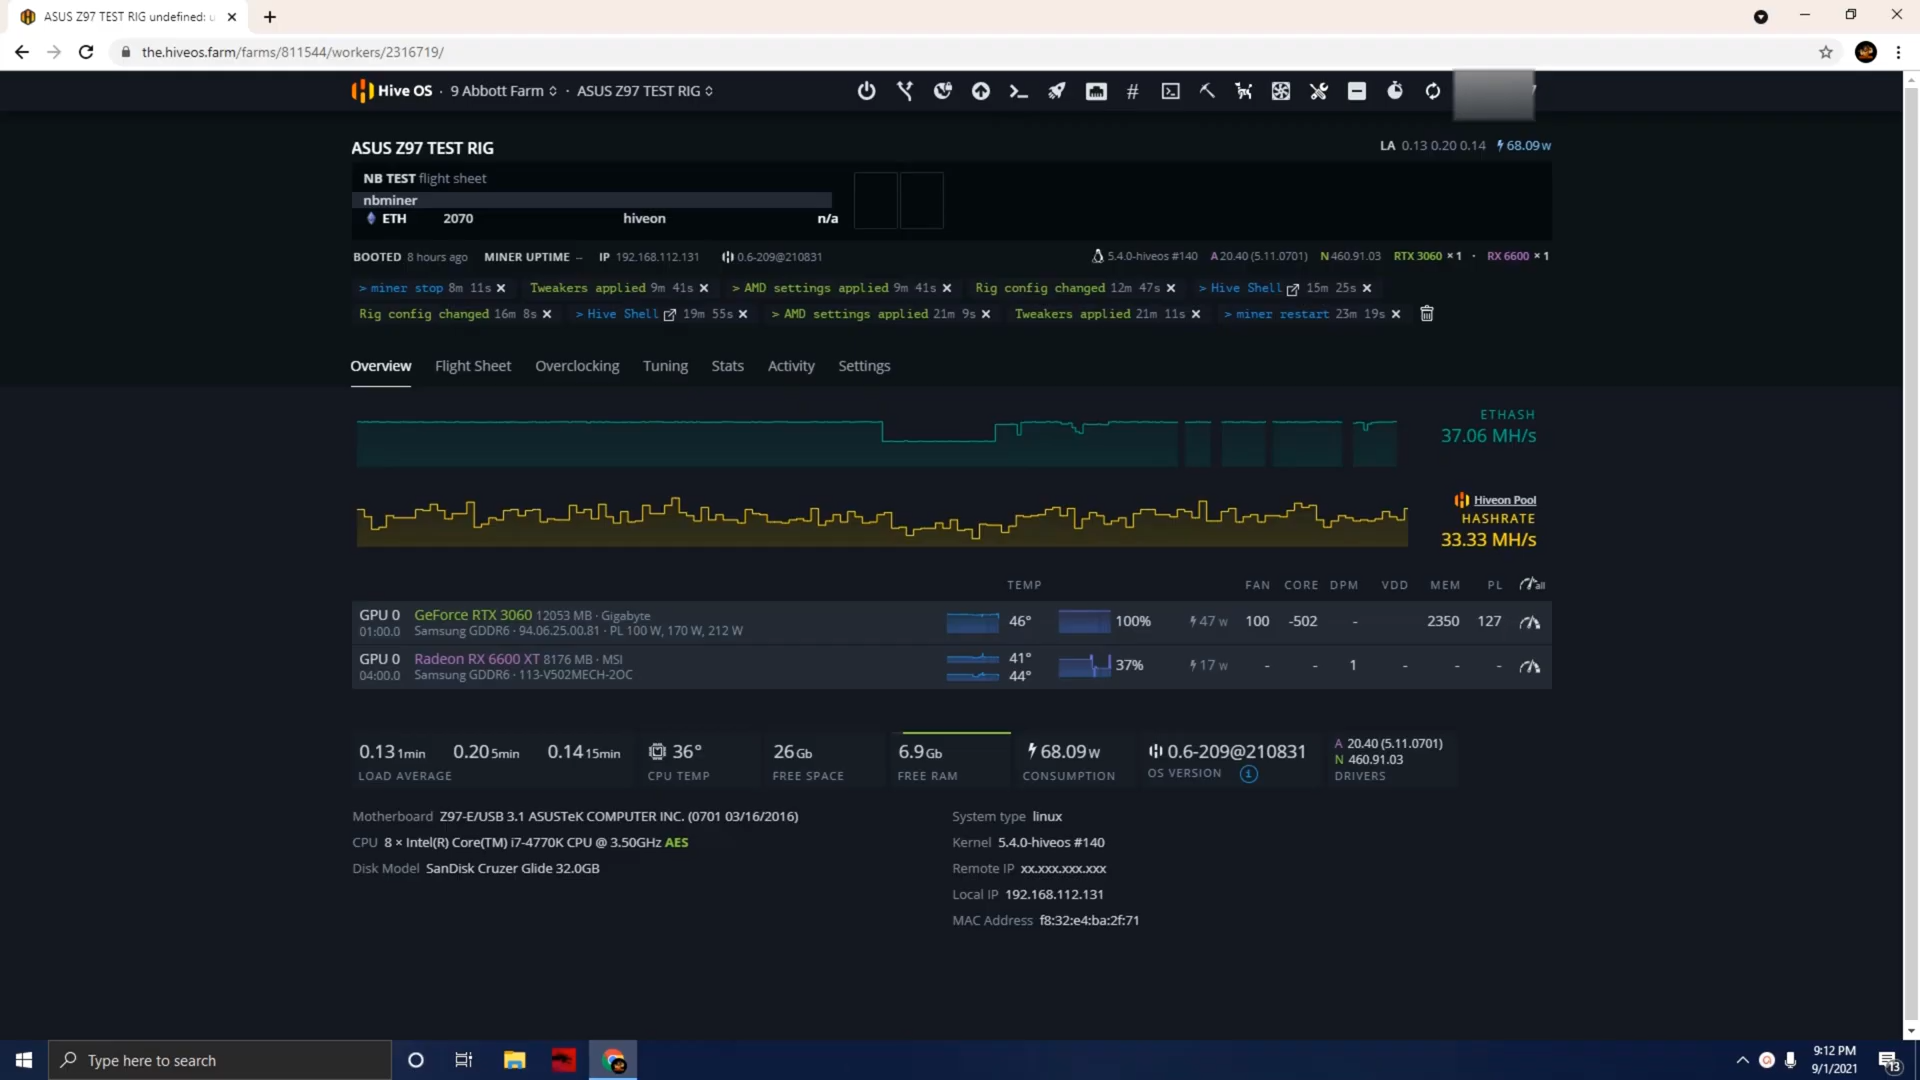 ASUS Z97 TEST RIG undefined: u
the.hiveos.farm/farms/811544/workers/2316719/
Hive OS · 9 Abbott Farm · ASUS Z97 TEST RIG
ASUS Z97 TEST RIG
LA 0.13 0.20 0.14 68.09 w
NB TEST flight sheet
nbminer
ETH 2070 hiveon n/a
BOOTED 8 hours ago MINER UPTIME -- IP 192.168.112.131 0.6-209@210831 5.4.0-hiveos #140 A 20.40 (5.11.0701) N 460.91.03 RTX 3060 × 1 · RX 6600 × 1
> miner stop 8m 11s × Tweakers applied 9m 41s × > AMD settings applied 9m 41s × Rig config changed 12m 47s × > Hive Shell 15m 25s ×
Rig config changed 16m 8s × > Hive Shell 19m 55s × > AMD settings applied 21m 9s × Tweakers applied 21m 11s × > miner restart 23m 19s ×
Overview Flight Sheet Overclocking Tuning Stats Activity Settings
ETHASH
37.06 MH/s
Hiveon Pool
HASHRATE
33.33 MH/s
TEMP FAN CORE DPM VDD MEM PL all
GPU 0 GeForce RTX 3060 12053 MB · Gigabyte
01:00.0 Samsung GDDR6 · 94.06.25.00.81 · PL 100 W, 170 W, 212 W
46° 100% 47 w 100 -502 - 2350 127
GPU 0 Radeon RX 6600 XT 8176 MB · MSI
04:00.0 Samsung GDDR6 · 113-V502MECH-2OC
41°
44°
37% 17 w - - 1 - - -
0.13 1min 0.20 5min 0.14 15min
LOAD AVERAGE
36°
CPU TEMP
26 Gb
FREE SPACE
6.9 Gb
FREE RAM
68.09 w
CONSUMPTION
0.6-209@210831
OS VERSION
A 20.40 (5.11.0701)
N 460.91.03
DRIVERS
Motherboard Z97-E/USB 3.1 ASUSTeK COMPUTER INC. (0701 03/16/2016)
CPU 8 × Intel(R) Core(TM) i7-4770K CPU @ 3.50GHz AES
Disk Model SanDisk Cruzer Glide 32.0GB
System type linux
Kernel 5.4.0-hiveos #140
Remote IP xx.xxx.xxx.xxx
Local IP 192.168.112.131
MAC Address f8:32:e4:ba:2f:71
Type here to search
9:12 PM
9/1/2021
13